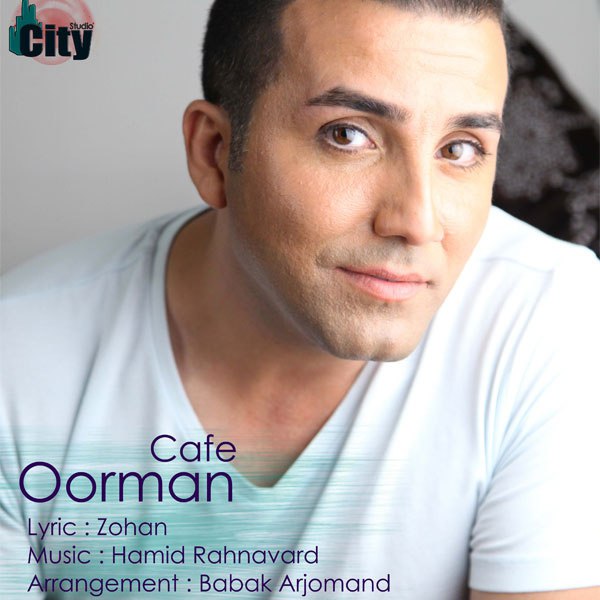 Studio
City
Cafe
Oorman
Lyric : Zohan
Music : Hamid Rahnavard
Arrangement : Babak Arjomand